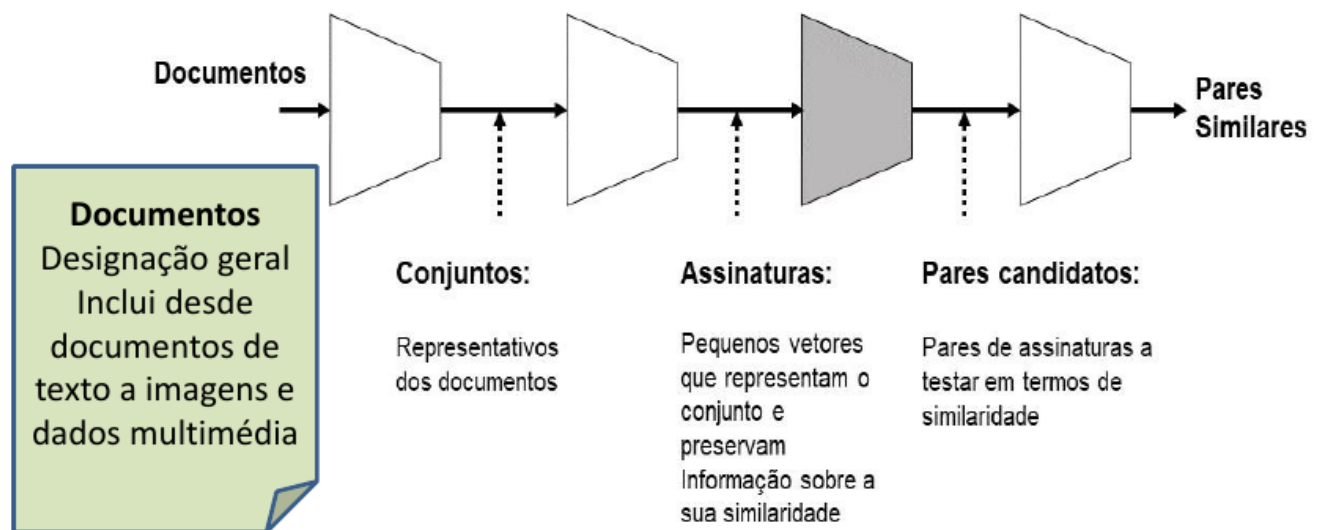 Documentos
Pares
Similares
Documentos
Designação geral
Inclui desde
documentos de
texto a imagens e
dados multimédia
Conjuntos:
Representativos
dos documentos
Assinaturas:
Pequenos vetores
que representam o
conjunto e
preservam
Informação sobre a
sua similaridade
Pares candidatos:
Pares de assinaturas a
testar em termos de
similaridade